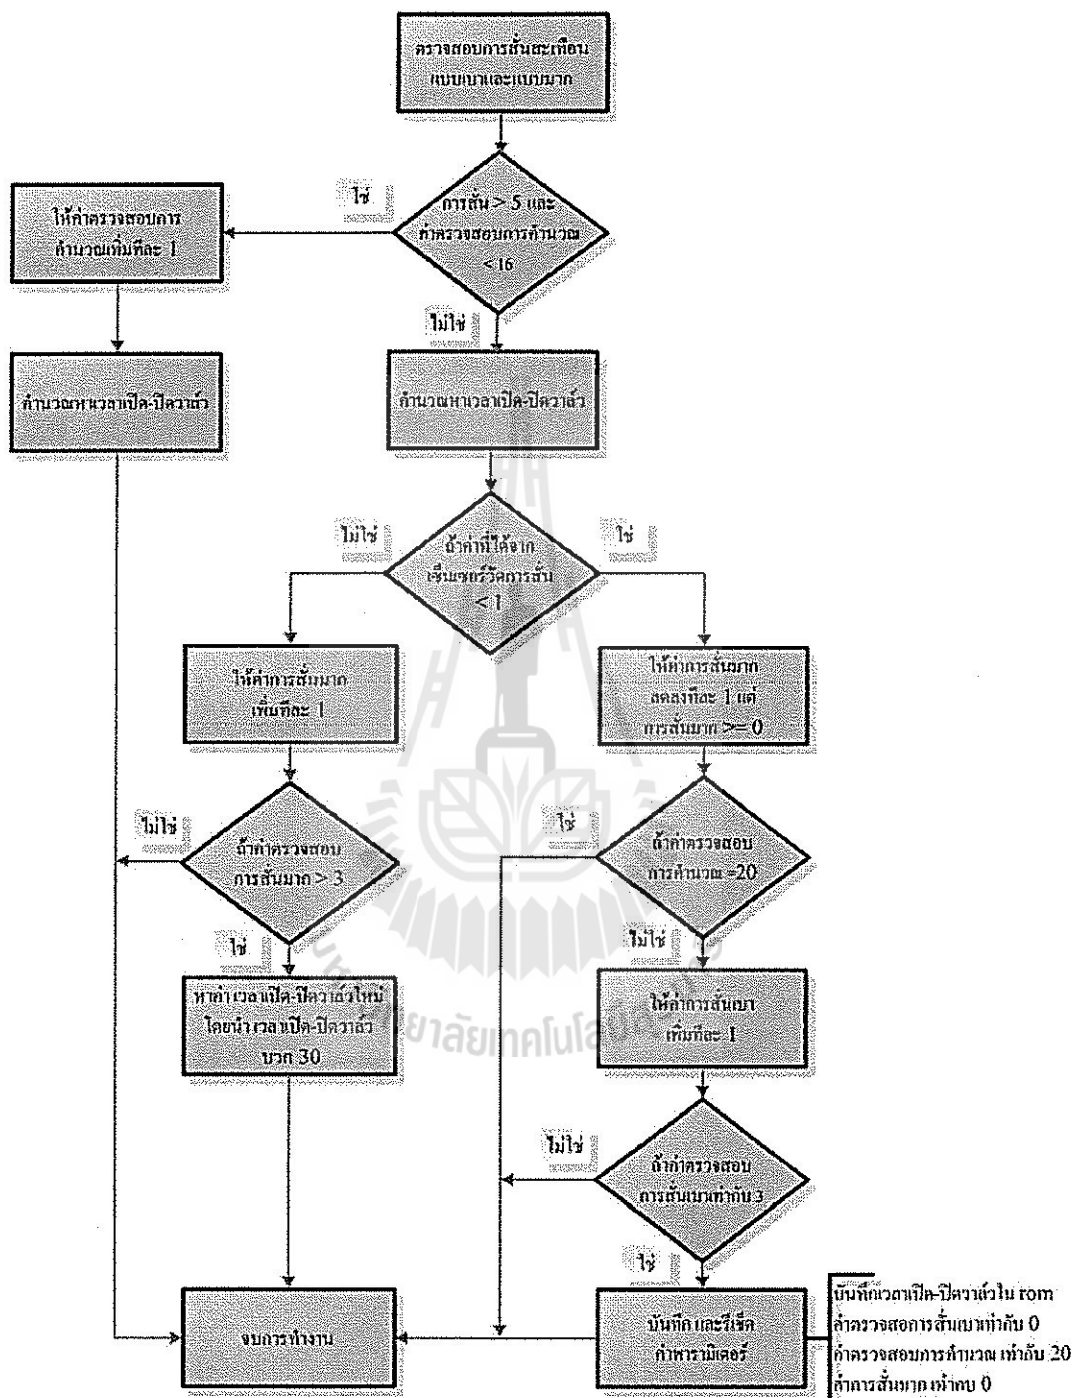 ตรวจสอบการสั่นสะเทือน
แบบเบาและแบบมาก
ใช่
การสั่น > 5 และ
ค่าตรวจสอบการคำนวณ
< 16
ให้ค่าตรวจสอบการ
คำนวณเพิ่มทีละ 1
ไม่ใช่
คำนวณหาเวลาเปิด-ปิดวาล์ว
คำนวณหาเวลาเปิด-ปิดวาล์ว
ไม่ใช่
ถ้าค่าที่ได้จาก
เซ็นเซอร์วัดการสั่น
< 1
ใช่
ให้ค่าการสั่นมาก
เพิ่มทีละ 1
ให้ค่าการสั่นมาก
ลดลงทีละ 1 แต่
การสั่นมาก >= 0
ไม่ใช่
ถ้าค่าตรวจสอบ
การสั่นมาก > 3
ใช่
ถ้าค่าตรวจสอบ
การคำนวณ =20
ใช่
ไม่ใช่
หาค่าเวลาเปิด-ปิดวาล์วใหม่
โดยนำเวลาเปิด-ปิดวาล์ว
บวก 30
ให้ค่าการสั่นเบา
เพิ่มทีละ 1
ยาลัยเทคโนโล
ไม่ใช่
ถ้าค่าตรวจสอบ
การสั่นเบาเท่ากับ 3
ใช่
จบการทำงาน
บันทึก และรีเซ็ต
ค่าพารามิเตอร์
บันทึกเวลาเปิด-ปิดวาล์วใน rom
ค่าตรวจสอการสั่นเบาเท่ากับ 0
ค่าตรวจสอบการคำนวณ เท่ากับ 20
ค่าการสั่นมาก เท่ากับ 0